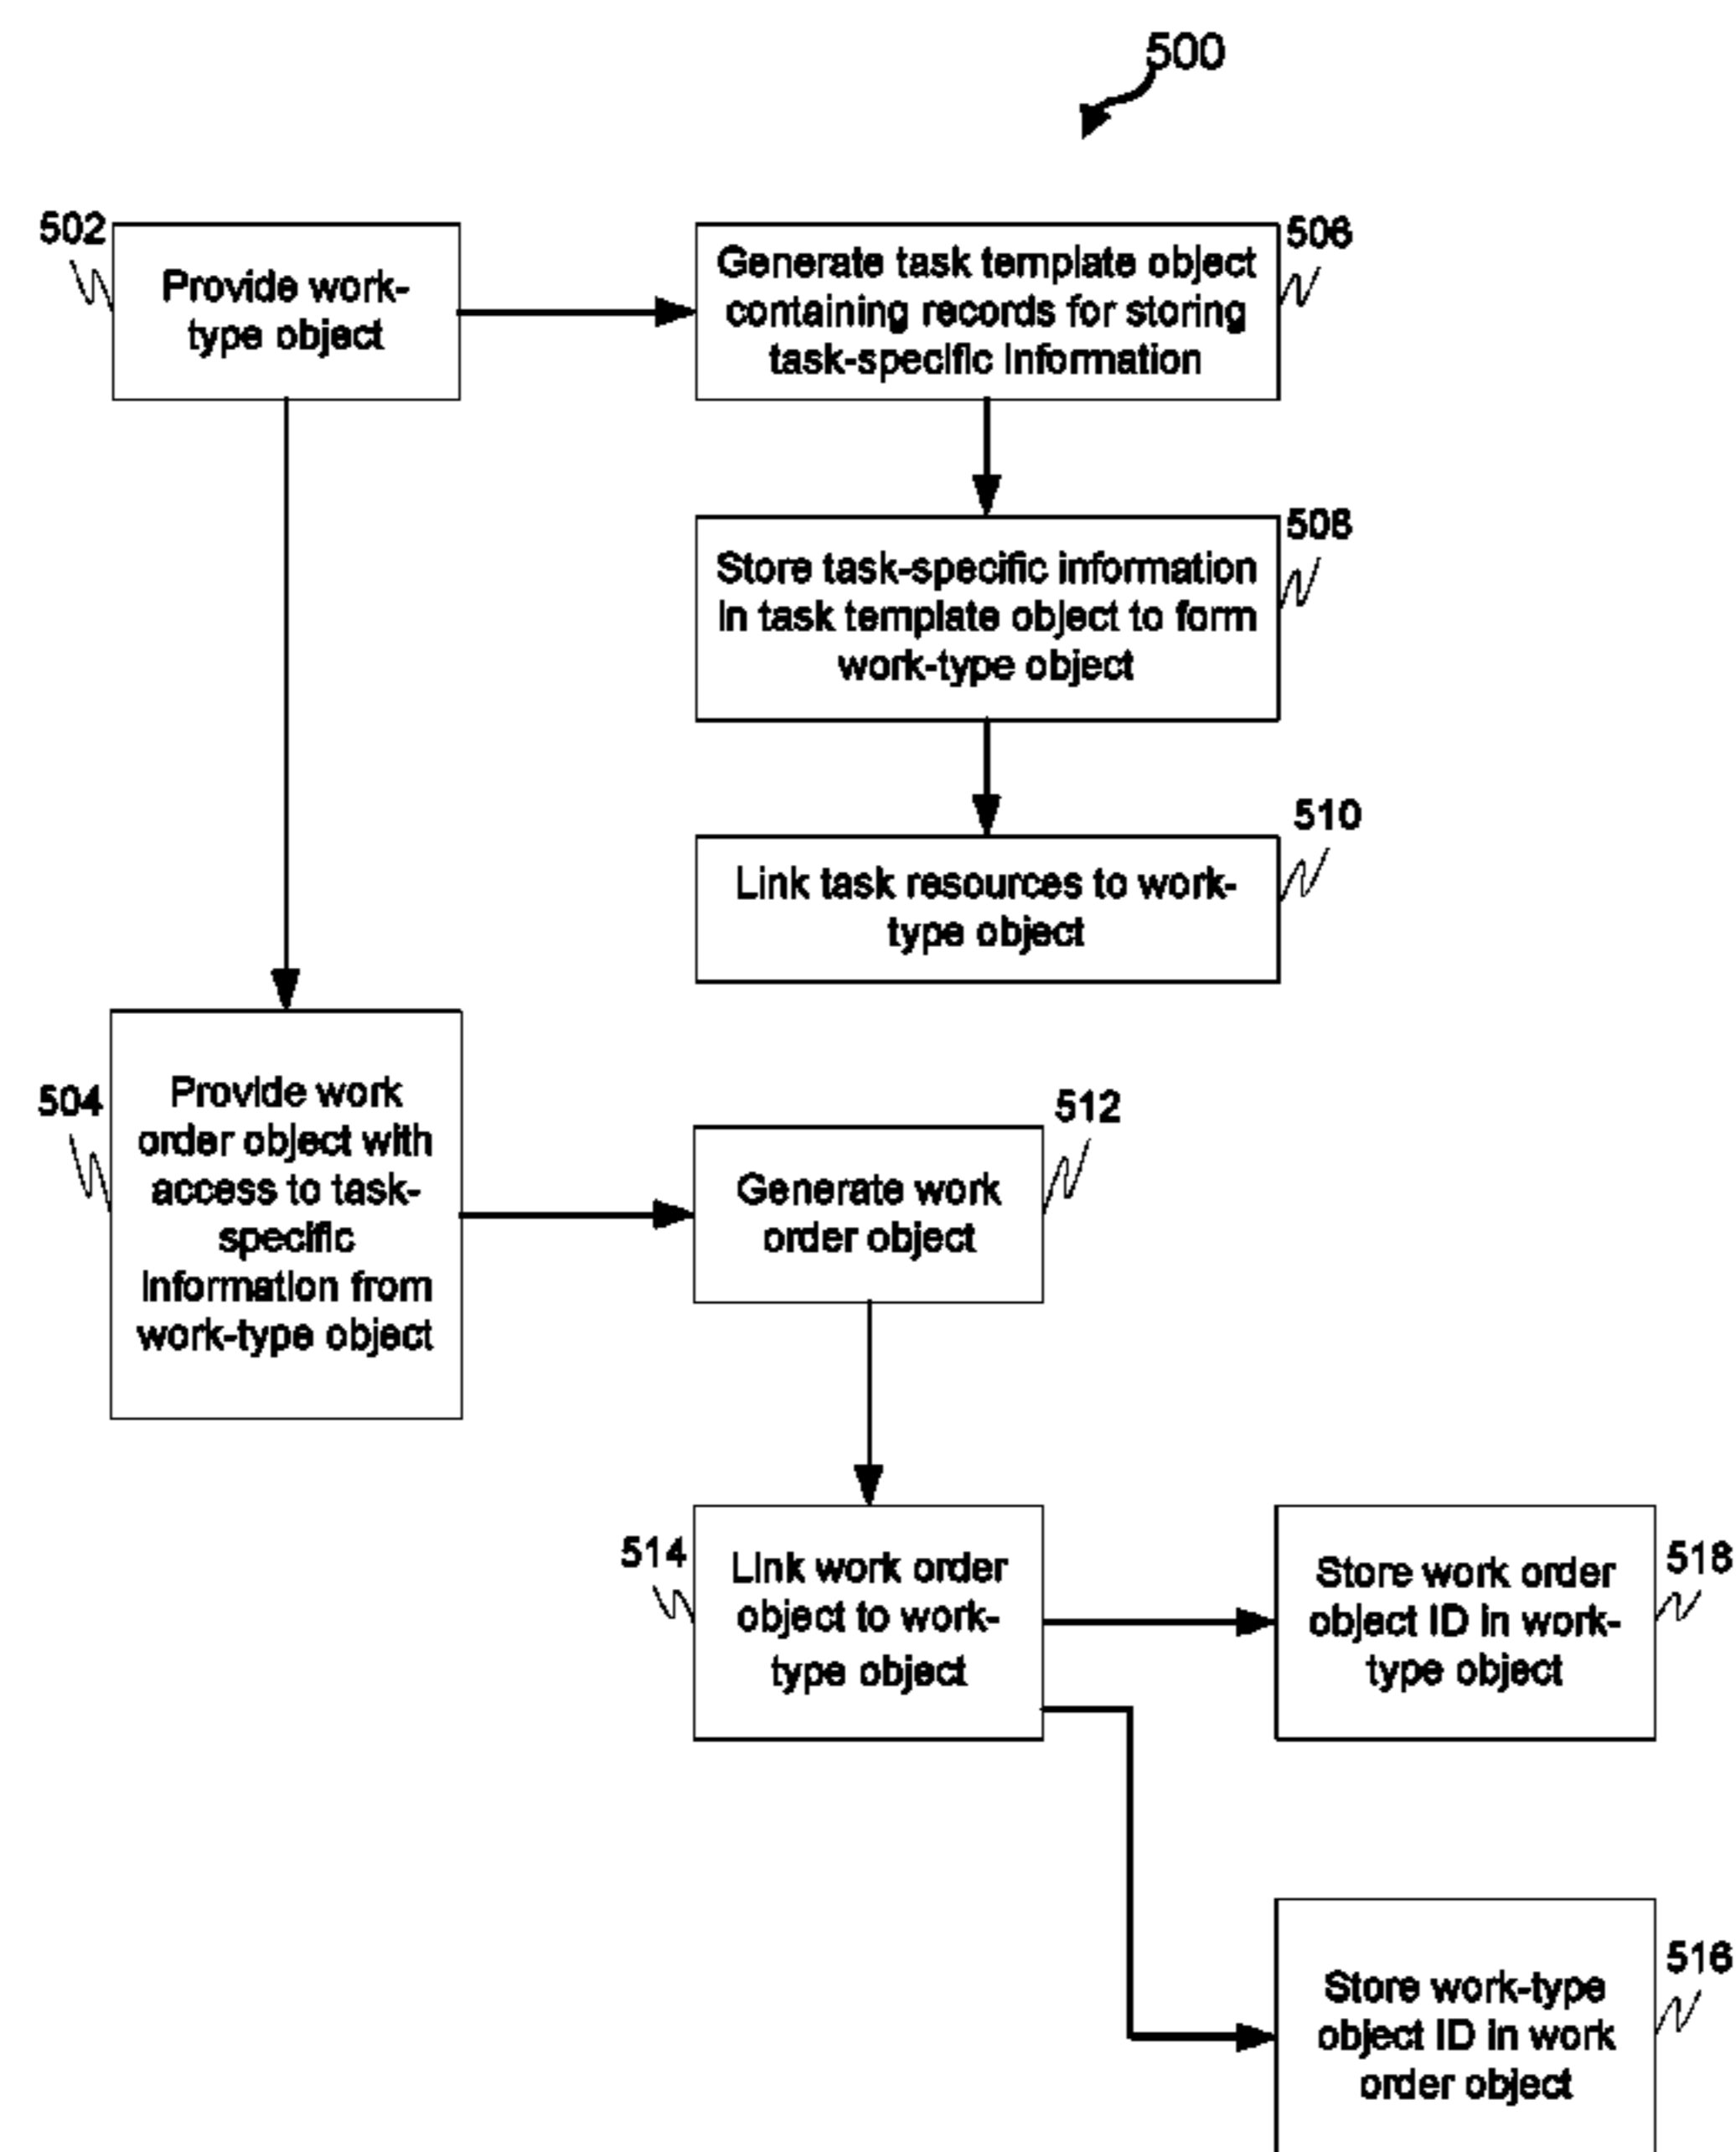 500
502
Provide work-
type object
506
Generate task template object
containing records for storing
task-specific information
508
Store task-specific information
in task template object to form
work-type object
510
Link task resources to work-
type object
504
Provide work
order object with
access to task-
specific
information from
work-type object
512
Generate work
order object
514
Link work order
object to work-
type object
518
Store work order
object ID in work-
type object
516
Store work-type
object ID in work
order object